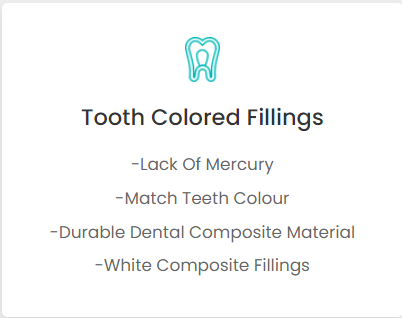 Tooth Colored Fillings
-Lack Of Mercury
-Match Teeth Colour
-Durable Dental Composite Material
-White Composite Fillings